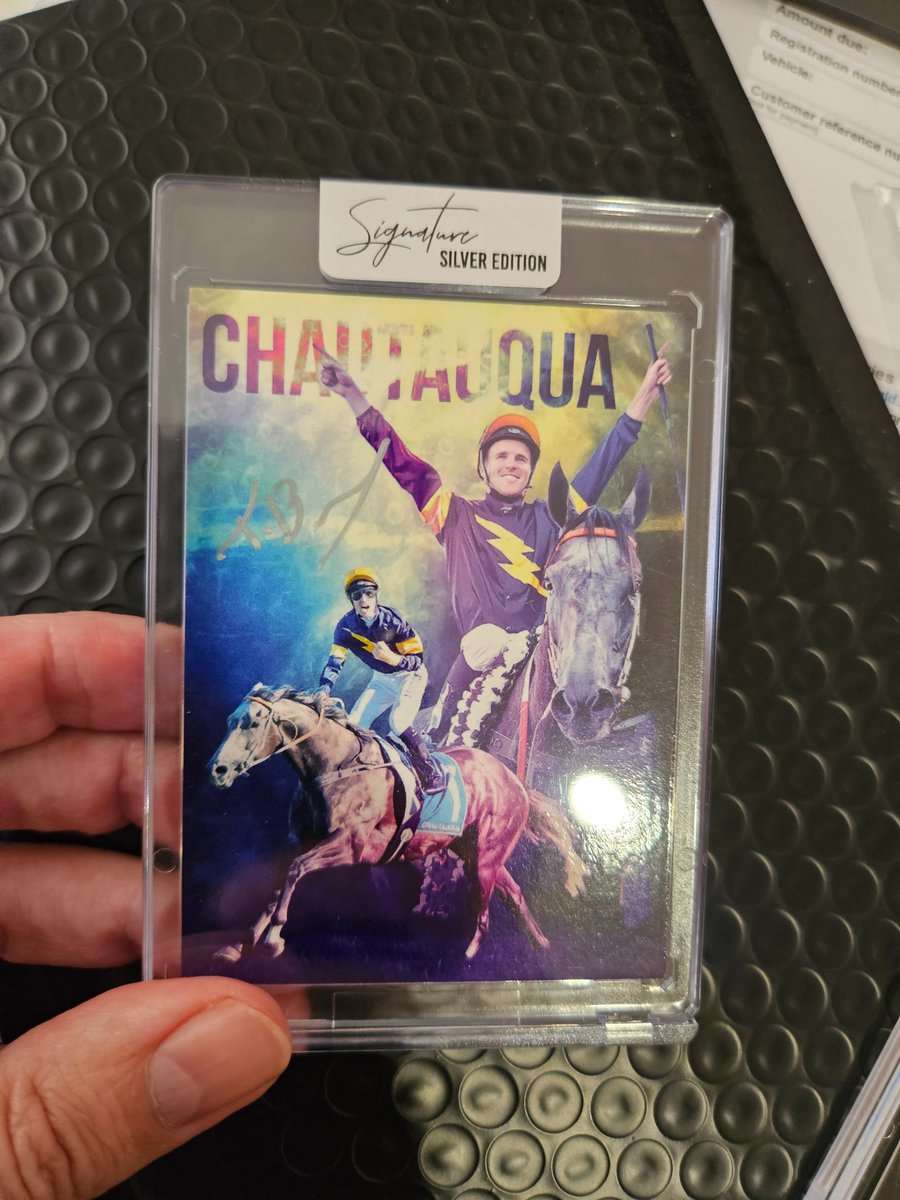 Amount due:
Registration number
Vehicle:
Customer reference nu
Signature
SILVER EDITION
CHAUTAUQUA
T.B